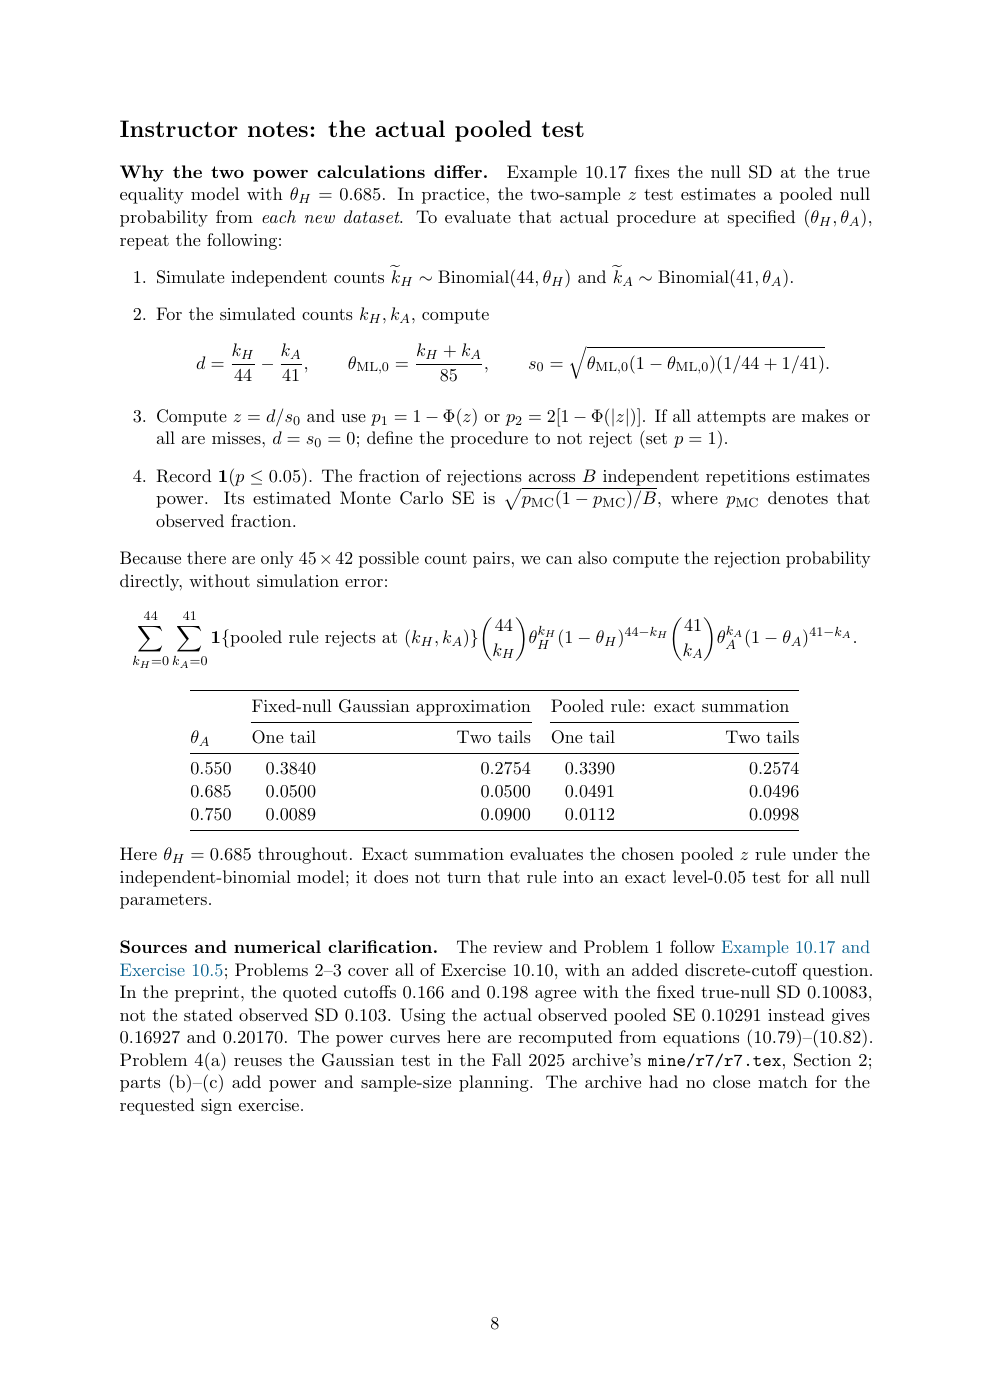 Instructor notes: the actual pooled test
Why the two power calculations differ. Example 10.17 fixes the null SD at the true
equality model with θ_H = 0.685. In practice, the two-sample z test estimates a pooled null
probability from each new dataset. To evaluate that actual procedure at specified (θ_H, θ_A),
repeat the following:
1. Simulate independent counts k̃_H ∼ Binomial(44, θ_H) and k̃_A ∼ Binomial(41, θ_A).
2. For the simulated counts k_H, k_A, compute
d = k_H/44 − k_A/41, θ_ML,0 = (k_H + k_A)/85, s_0 = √(θ_ML,0(1 − θ_ML,0)(1/44 + 1/41)).
3. Compute z = d/s_0 and use p_1 = 1 − Φ(z) or p_2 = 2[1 − Φ(|z|)]. If all attempts are makes or
all are misses, d = s_0 = 0; define the procedure to not reject (set p = 1).
4. Record 1(p ≤ 0.05). The fraction of rejections across B independent repetitions estimates
power. Its estimated Monte Carlo SE is √(p_MC(1 − p_MC)/B), where p_MC denotes that
observed fraction.
Because there are only 45 × 42 possible count pairs, we can also compute the rejection probability
directly, without simulation error:
∑_{k_H=0}^{44} ∑_{k_A=0}^{41} 1{pooled rule rejects at (k_H, k_A)} (44 k_H) θ_H^{k_H} (1 − θ_H)^{44−k_H} (41 k_A) θ_A^{k_A} (1 − θ_A)^{41−k_A}.
Fixed-null Gaussian approximation Pooled rule: exact summation
θ_A One tail Two tails One tail Two tails
0.550 0.3840 0.2754 0.3390 0.2574
0.685 0.0500 0.0500 0.0491 0.0496
0.750 0.0089 0.0900 0.0112 0.0998
Here θ_H = 0.685 throughout. Exact summation evaluates the chosen pooled z rule under the
independent-binomial model; it does not turn that rule into an exact level-0.05 test for all null
parameters.
Sources and numerical clarification. The review and Problem 1 follow Example 10.17 and
Exercise 10.5; Problems 2–3 cover all of Exercise 10.10, with an added discrete-cutoff question.
In the preprint, the quoted cutoffs 0.166 and 0.198 agree with the fixed true-null SD 0.10083,
not the stated observed SD 0.103. Using the actual observed pooled SE 0.10291 instead gives
0.16927 and 0.20170. The power curves here are recomputed from equations (10.79)–(10.82).
Problem 4(a) reuses the Gaussian test in the Fall 2025 archive's mine/r7/r7.tex, Section 2;
parts (b)–(c) add power and sample-size planning. The archive had no close match for the
requested sign exercise.
8